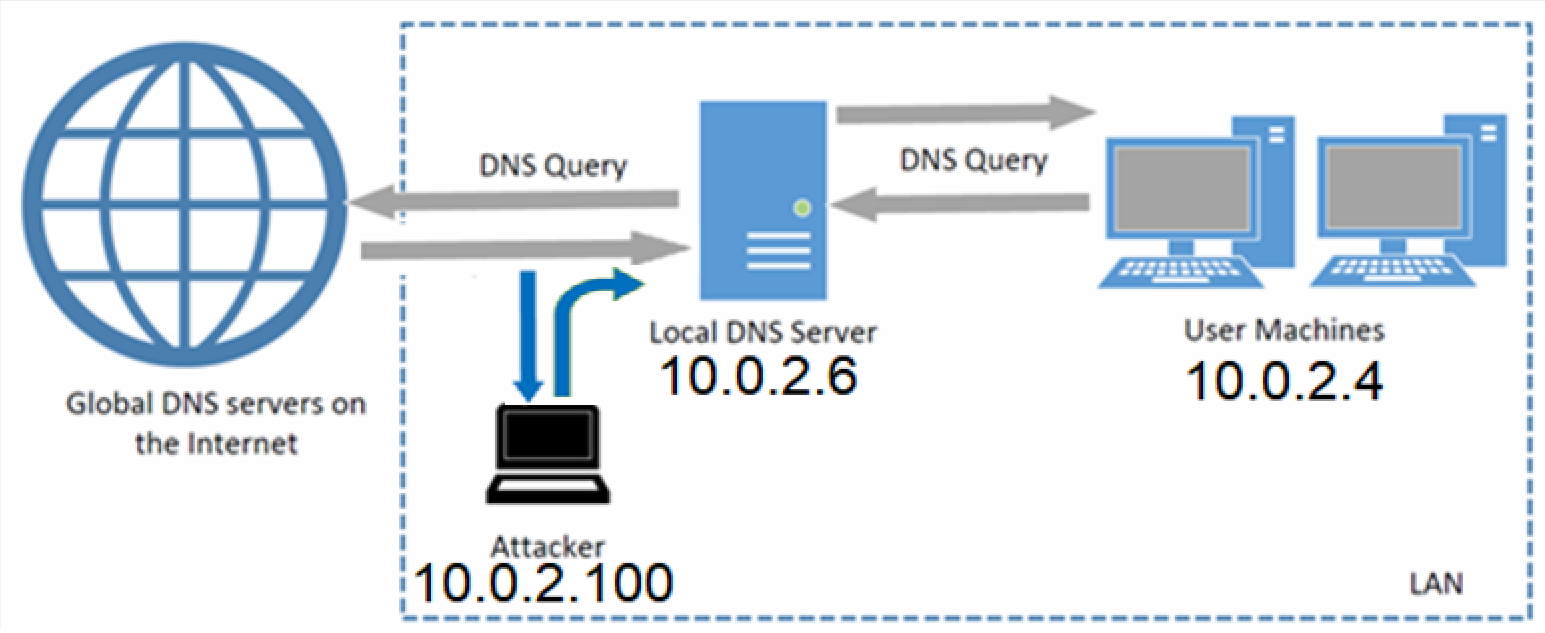 DNS Query
DNS Query
Local DNS Server
10.0.2.6
User Machines
10.0.2.4
Global DNS servers on
the Internet
Attacker
10.0.2.100
LAN